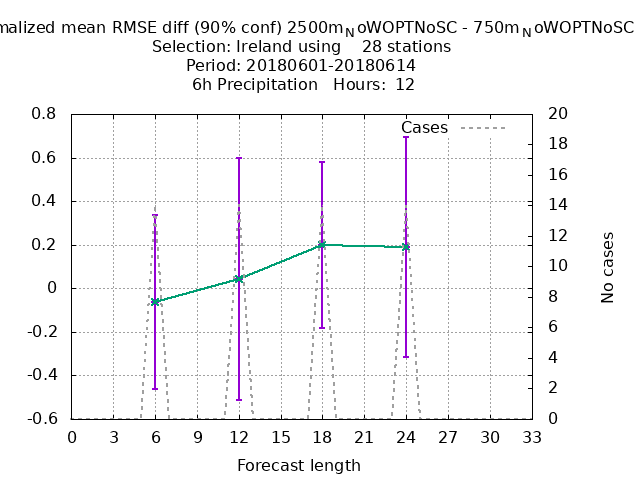 malized mean RMSE diff (90% conf) 2500mNoWOPTNoSC - 750mNoWOPTNoSC
Selection: Ireland using 28 stations
Period: 20180601-20180614
6h Precipitation Hours: 12
Cases
0.8
0.6
0.4
0.2
0
-0.2
-0.4
-0.6
20
18
16
14
12
10
8
6
4
2
0
No cases
0 3 6 9 12 15 18 21 24 27 30 33
Forecast length